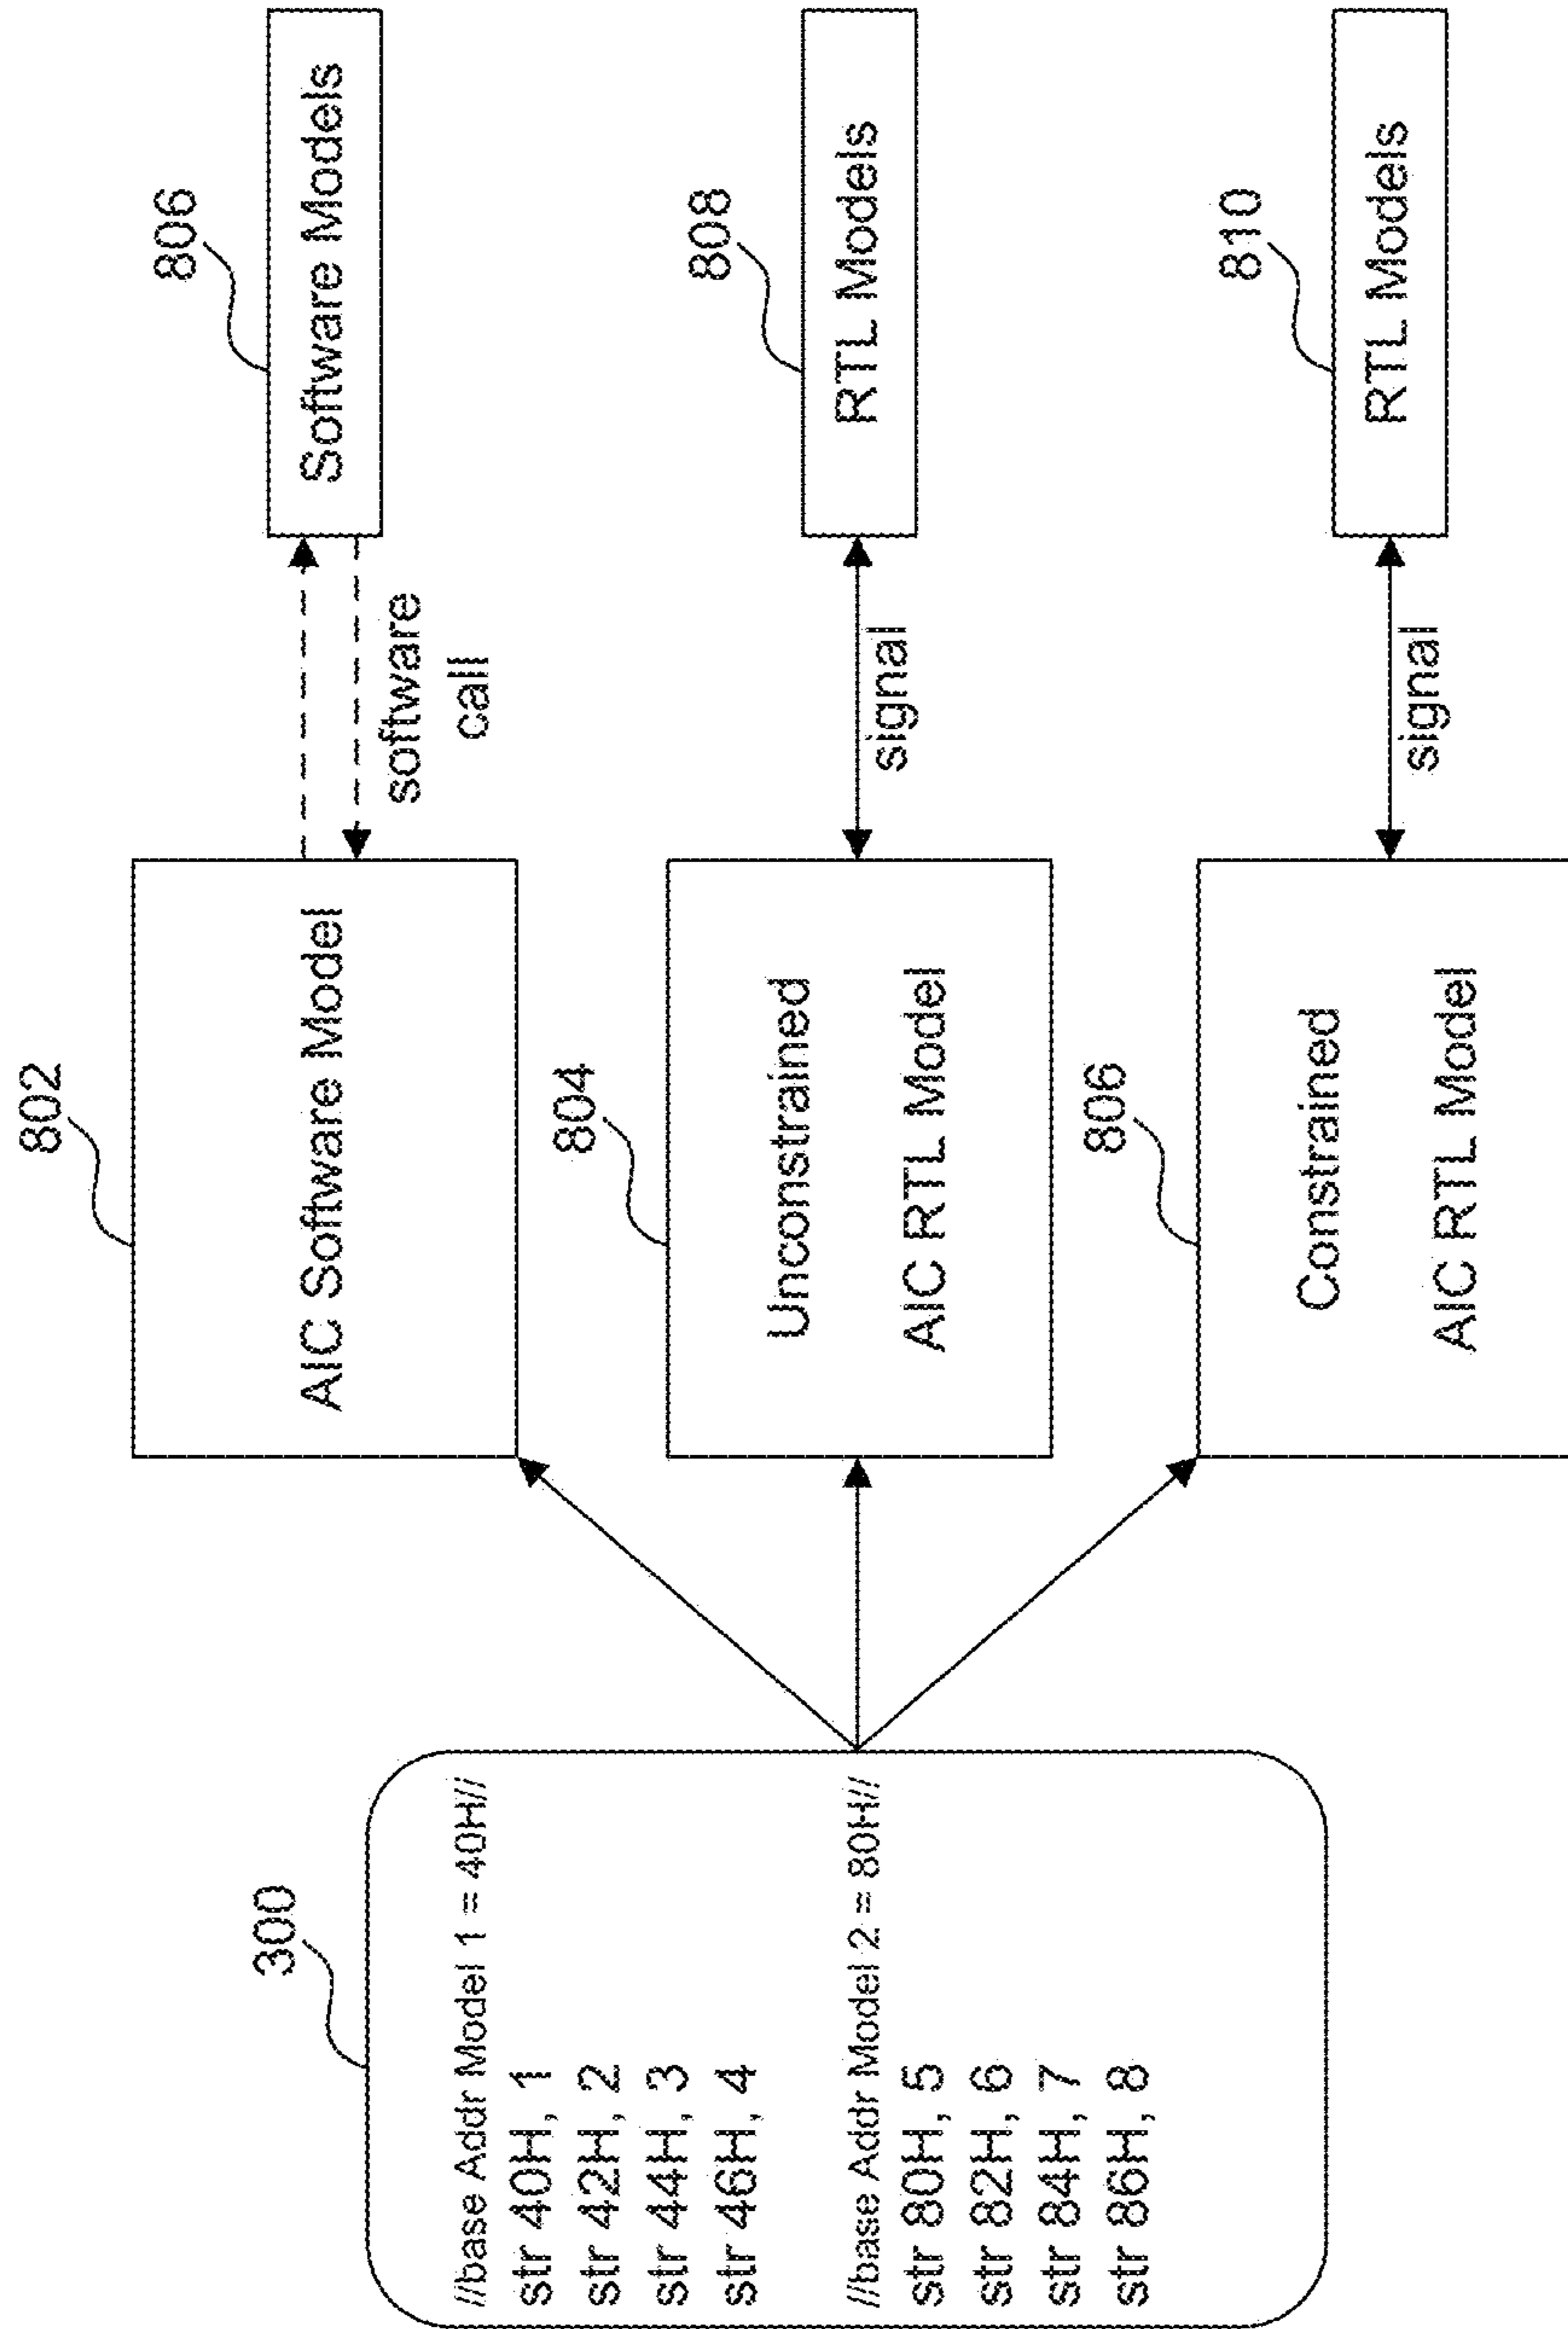 300
//base Addr Model 1 = 40H//
str 40H, 1
str 42H, 2
str 44H, 3
str 46H, 4
//base Addr Model 2 = 80H//
str 80H, 5
str 82H, 6
str 84H, 7
str 86H, 8
802
AIC Software Model
software
call
806
Software Models
804
Unconstrained
AIC RTL Model
signal
808
RTL Models
806
Constrained
AIC RTL Model
signal
810
RTL Models